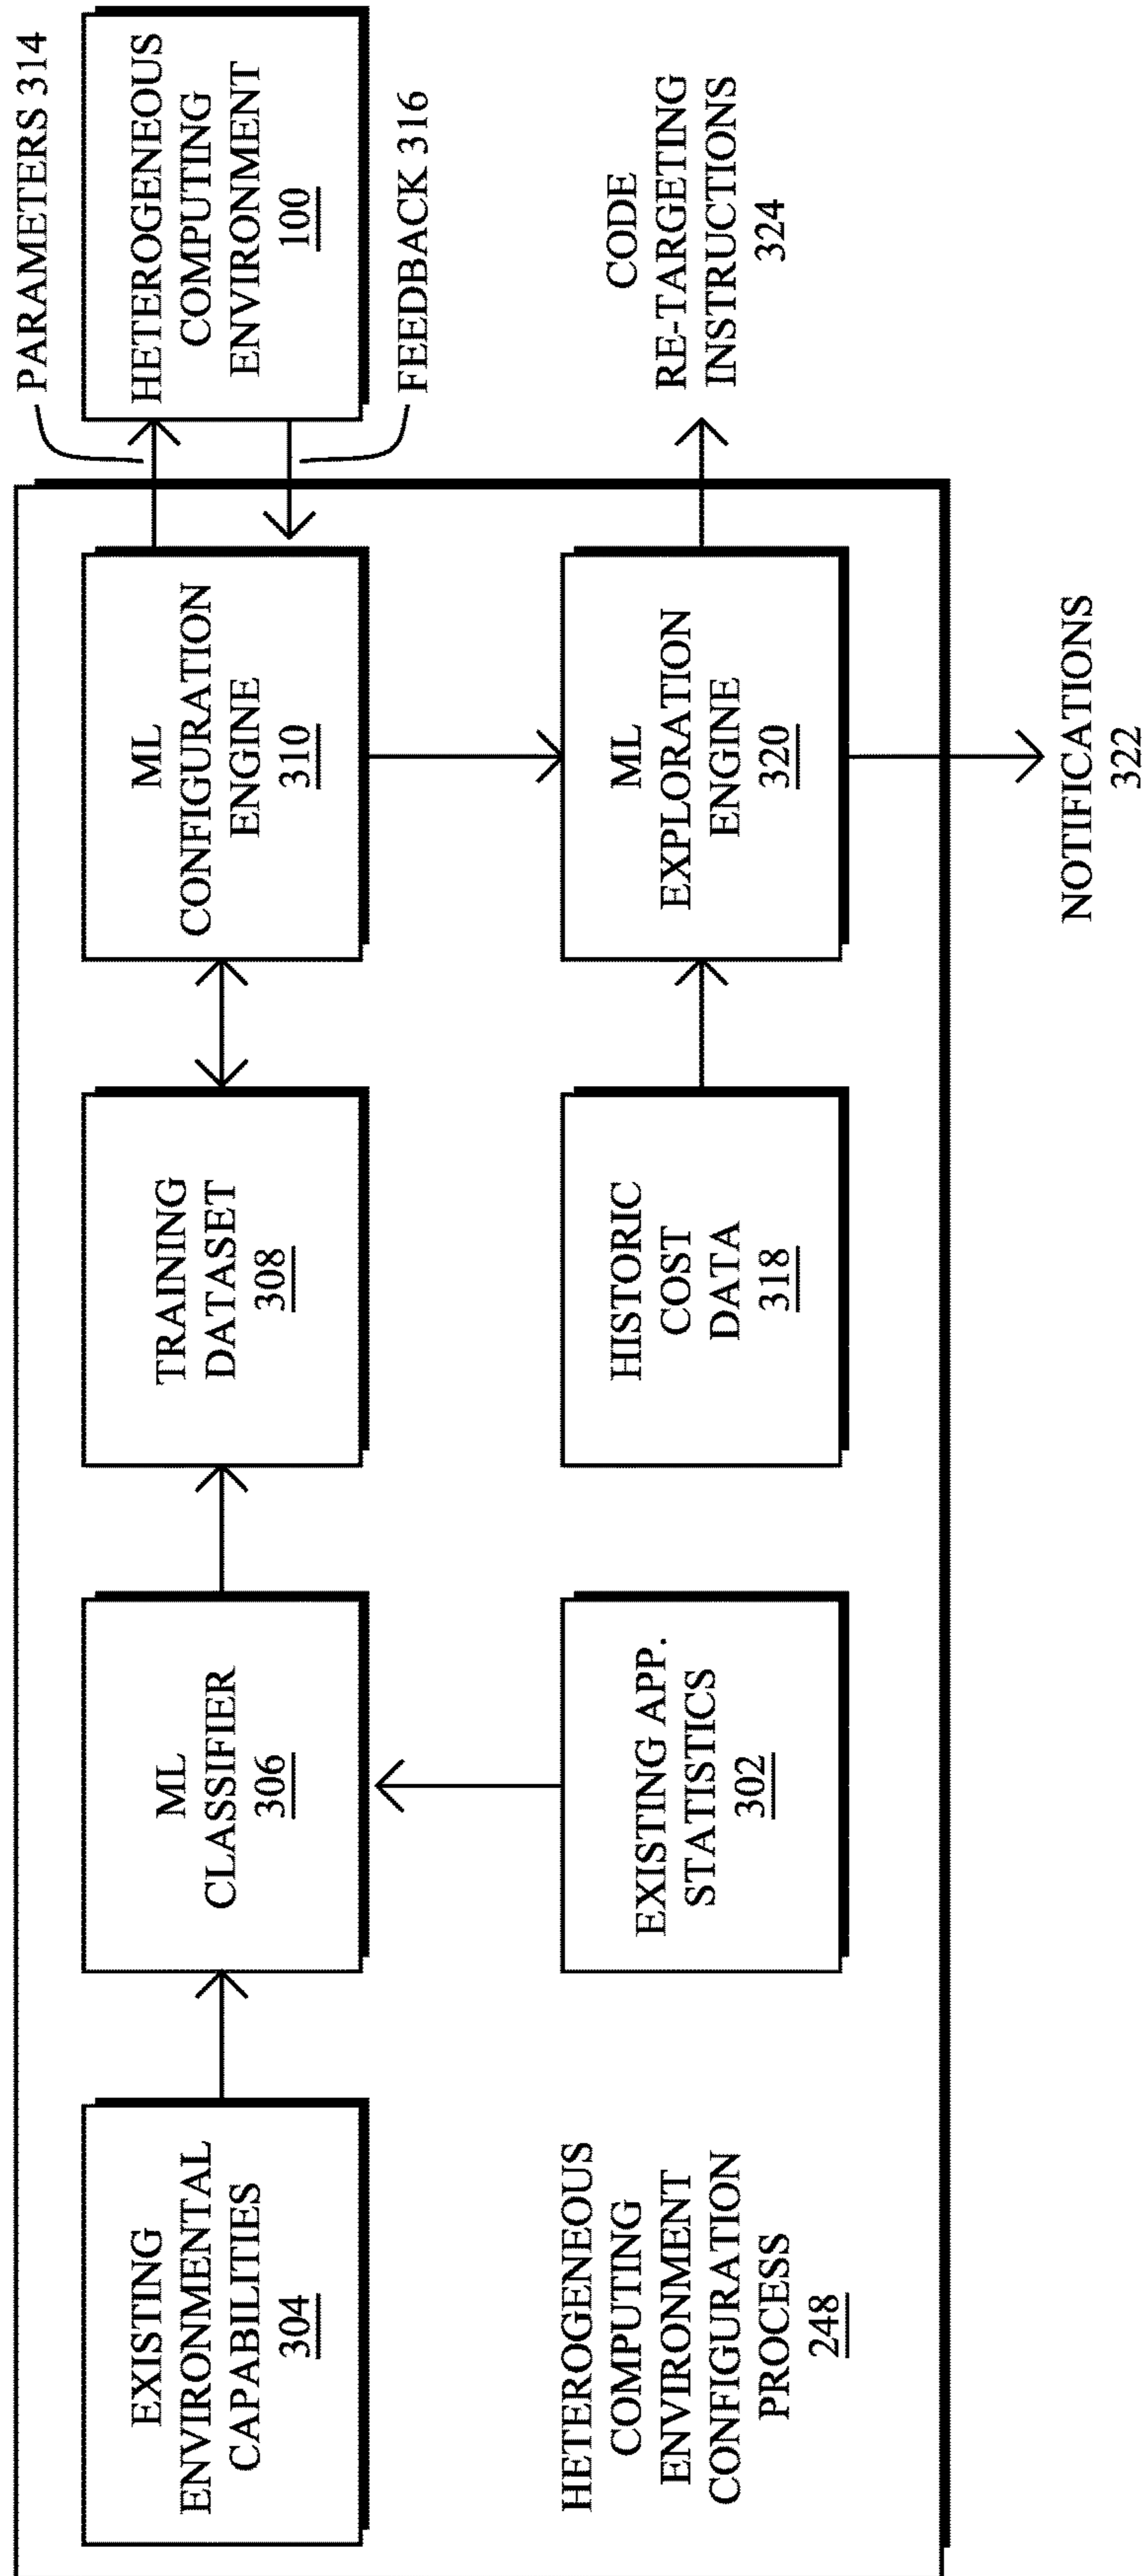 EXISTING
ENVIRONMENTAL
CAPABILITIES
304
ML
CLASSIFIER
306
TRAINING
DATASET
308
ML
CONFIGURATION
ENGINE
310
PARAMETERS 314
HETEROGENEOUS
COMPUTING
ENVIRONMENT
100
FEEDBACK 316
HETEROGENEOUS
COMPUTING
ENVIRONMENT
CONFIGURATION
PROCESS
248
EXISTING APP.
STATISTICS
302
HISTORIC
COST
DATA
318
ML
EXPLORATION
ENGINE
320
CODE
RE-TARGETING
INSTRUCTIONS
324
NOTIFICATIONS
322